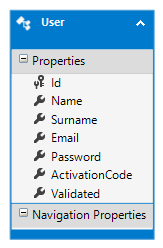 User
Properties
Id
Name
Surname
Email
Password
ActivationCode
Validated
Navigation Properties